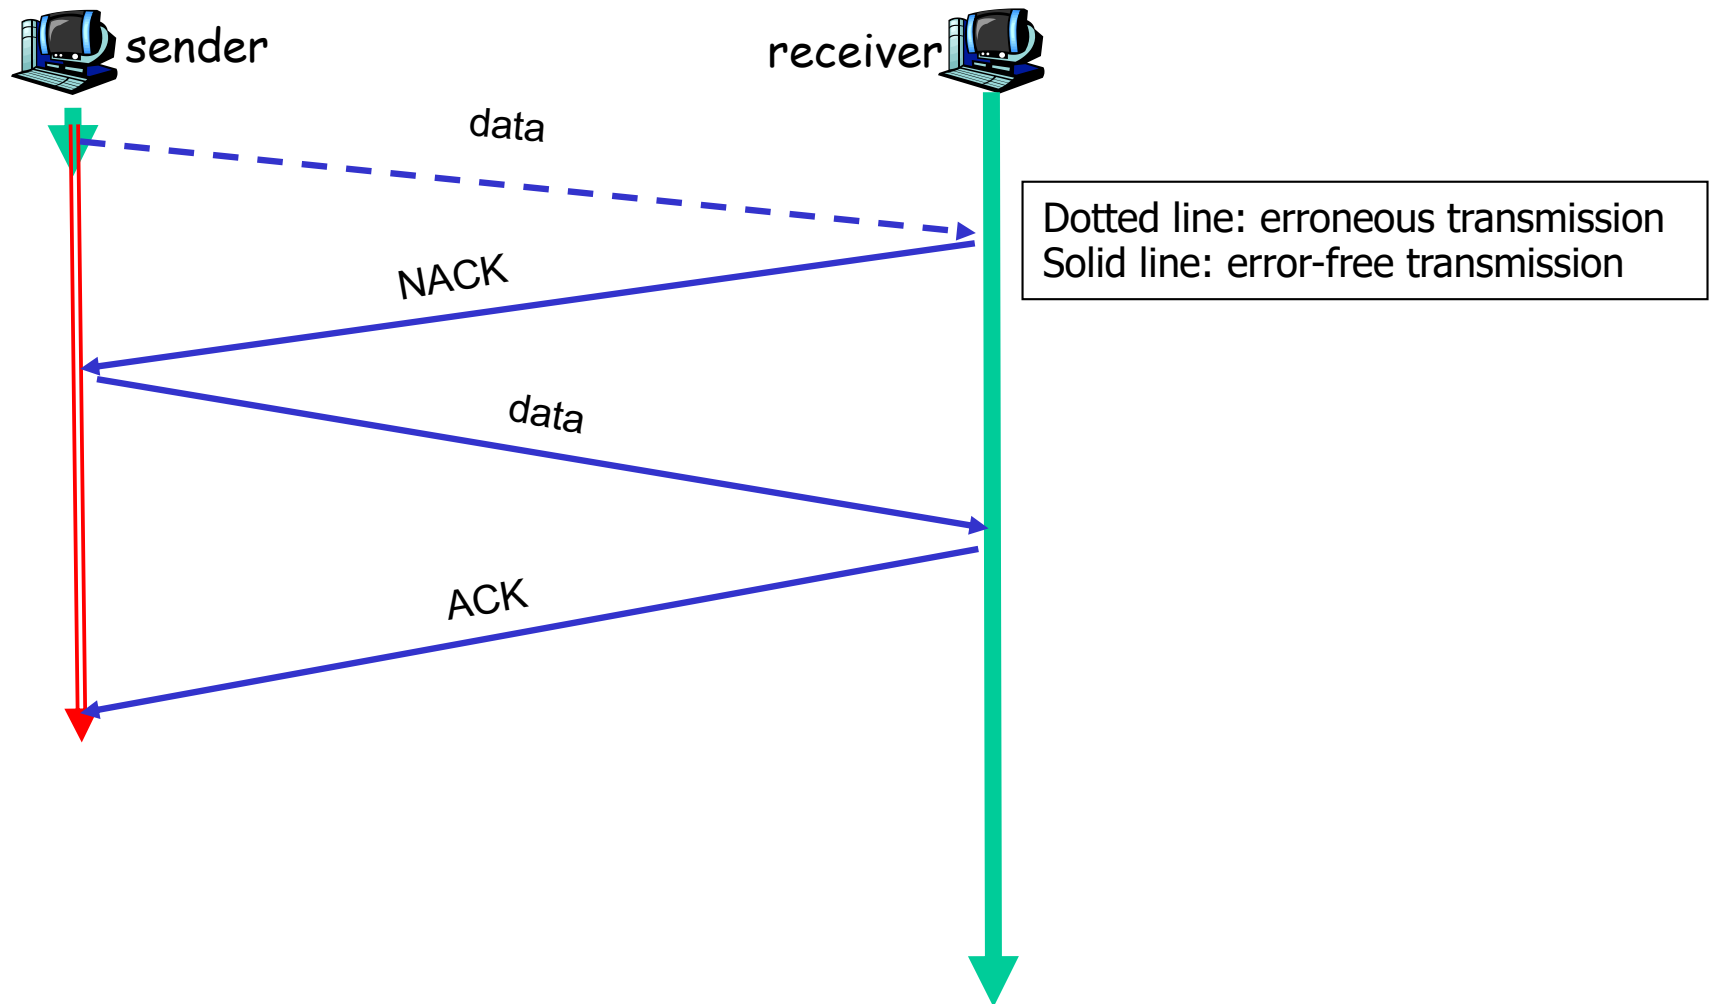 sender
receiver
data
Dotted line: erroneous transmission
Solid line: error-free transmission
NACK
data
ACK